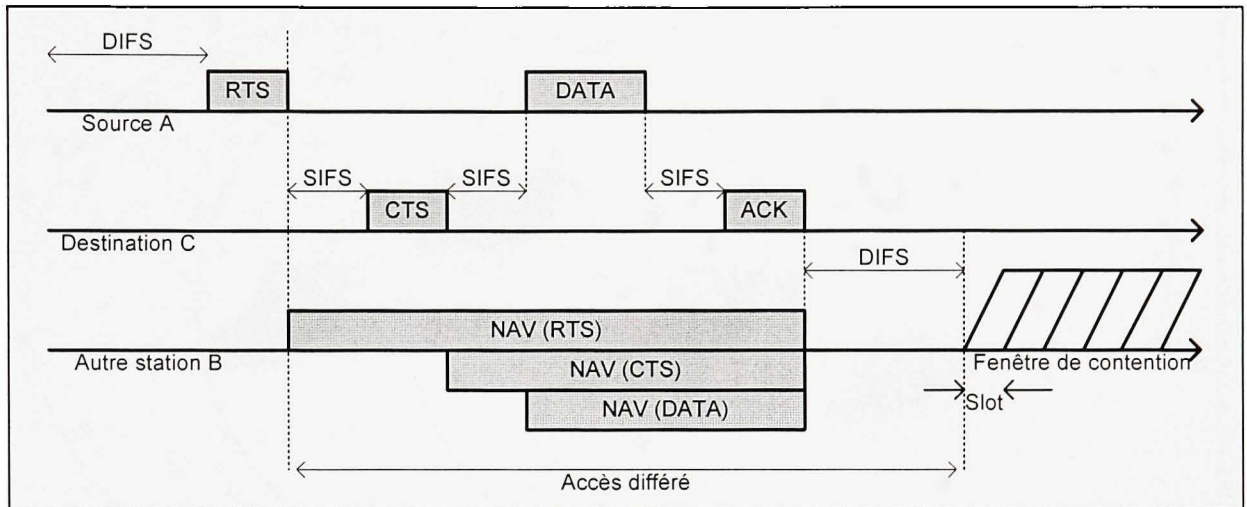 DIFS
RTS
DATA
Source A
SIFS
SIFS
SIFS
CTS
ACK
Destination C
DIFS
NAV (RTS)
Autre station B
Fenêtre de contention
NAV (CTS)
Slot
NAV (DATA)
Accès différé